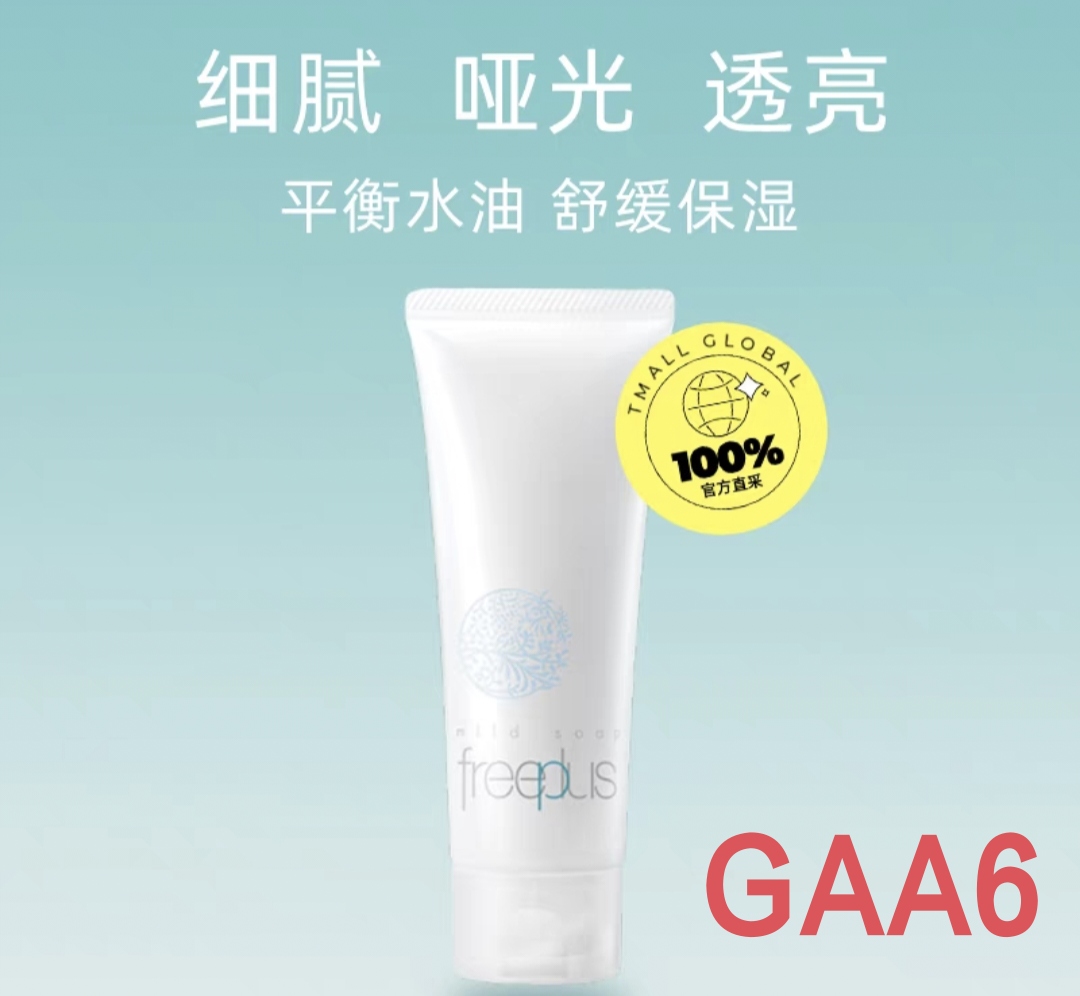 细腻 哑光 透亮
平衡水油 舒缓保湿
TMALL GLOBAL
100%
官方直采
mild soap
freeplus
GAA6